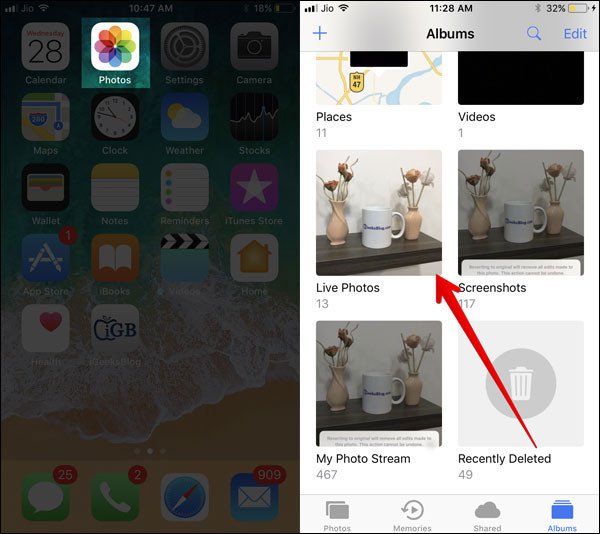 Jio 10:47 AM 18%
Wednesday
28
Calendar
Photos
Settings
Camera
280
Maps
Clock
Weather
Stocks
Wallet
Notes
Reminders
iTunes Store
1
App Store
iBooks
Videos
Home
iGB
Health
iGeeksBlog
25
2
909
Jio 11:28 AM 32%
+ Albums Edit
NH
47
Places
11
Videos
1
iGeeksBlog.com
Reverting to original will remove all edits made to
this photo. This action cannot be undone.
Live Photos
13
Screenshots
117
Reverting to original will remove all edits made to
this photo. This action cannot be undone.
My Photo Stream
467
Recently Deleted
49
Photos
Memories
Shared
Albums